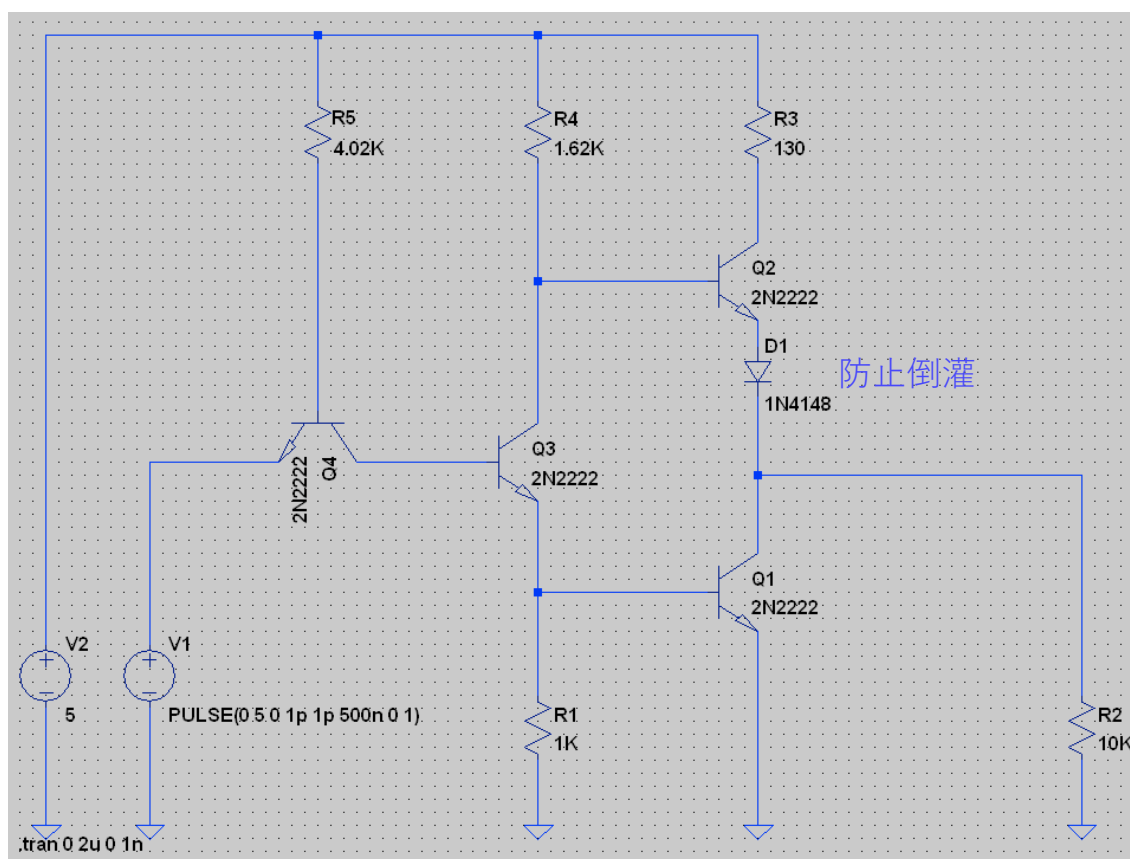 R5
4.02K
R4
1.62K
R3
130
Q2
2N2222
D1
防止倒灌
1N4148
2N2222
Q4
Q3
2N2222
Q1
2N2222
V2
5
V1
PULSE(0 5 0 1p 1p 500n 0 1)
R1
1K
R2
10K
.tran 0 2u 0 1n